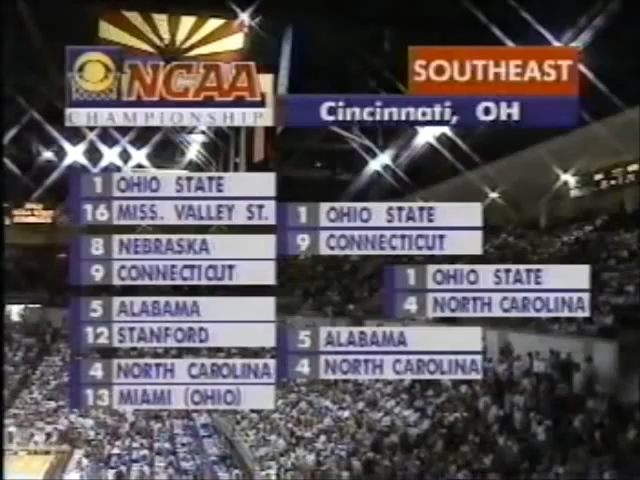 NCAA
CHAMPIONSHIP
SOUTHEAST
Cincinnati, OH
1 OHIO STATE
16 MISS. VALLEY ST.
8 NEBRASKA
9 CONNECTICUT
5 ALABAMA
12 STANFORD
4 NORTH CAROLINA
13 MIAMI (OHIO)
1 OHIO STATE
9 CONNECTICUT
5 ALABAMA
4 NORTH CAROLINA
1 OHIO STATE
4 NORTH CAROLINA